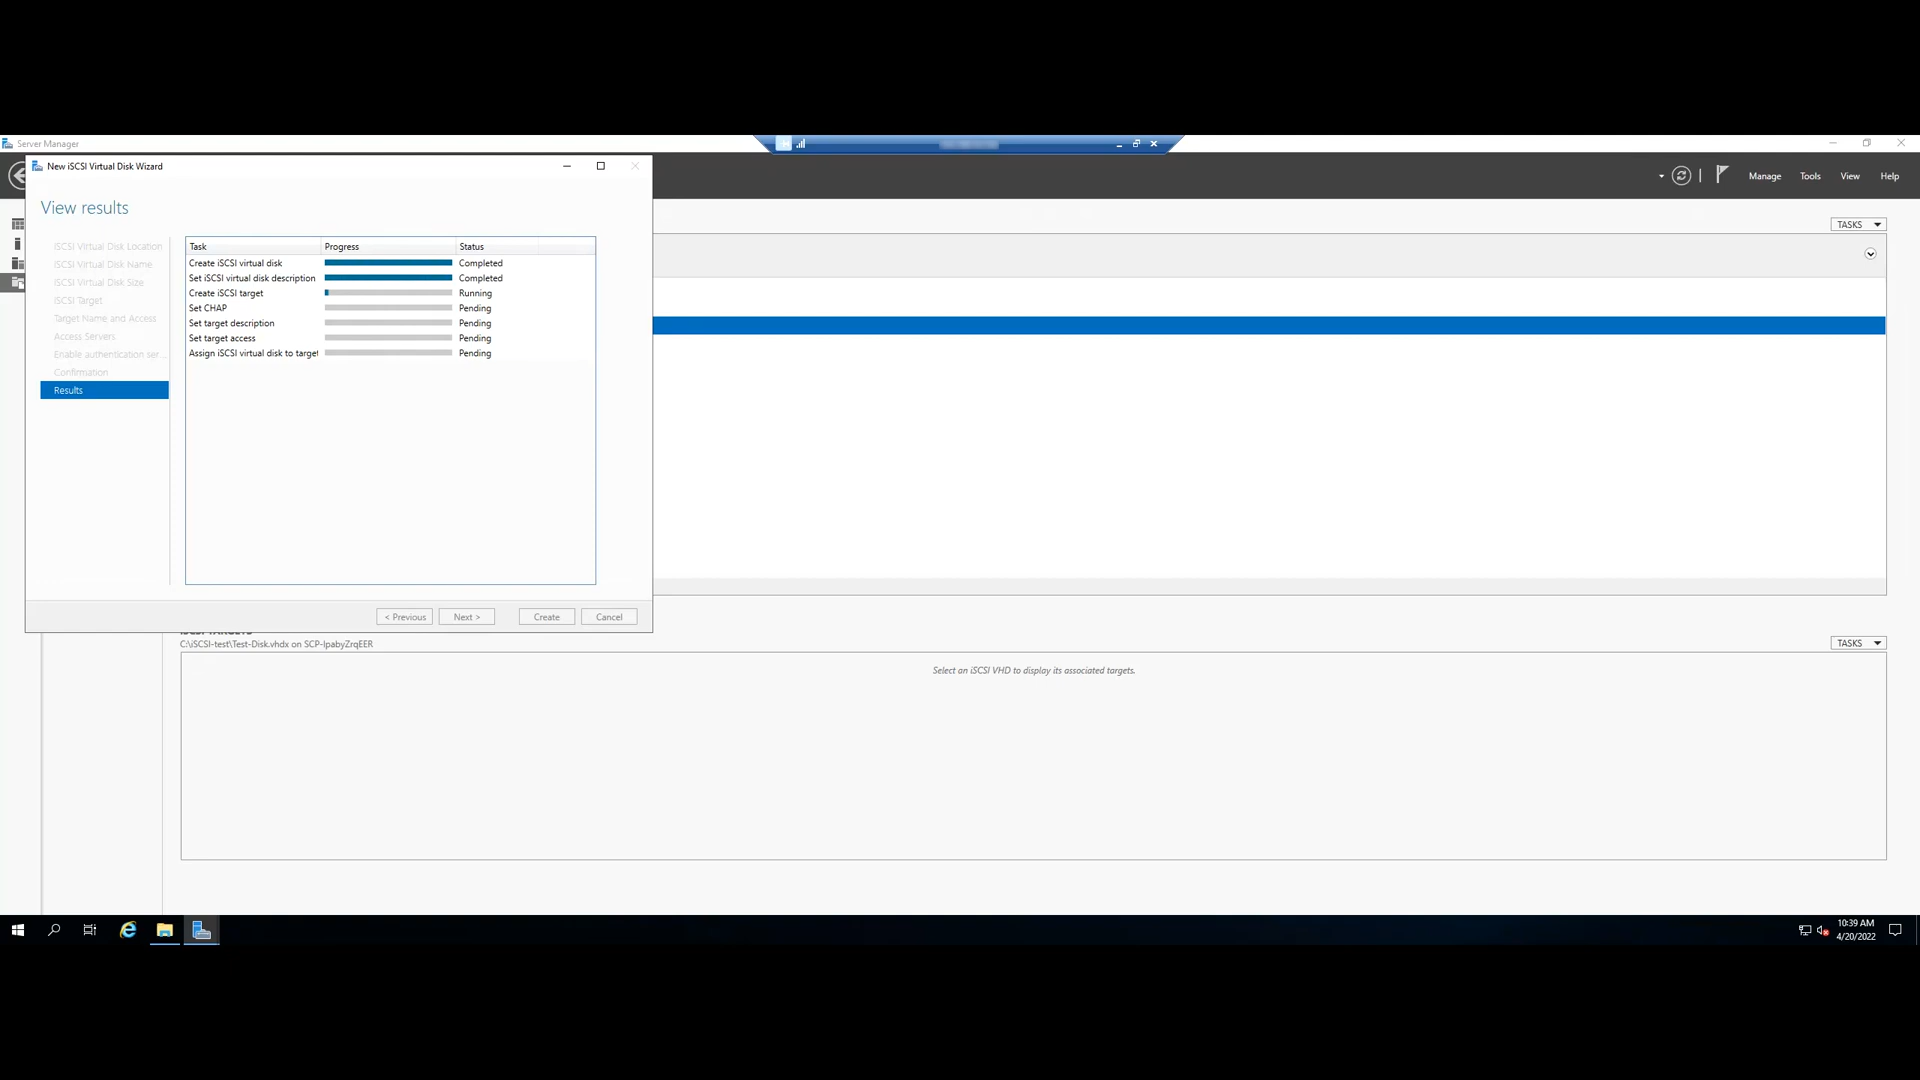 Server Manager
New iSCSI Virtual Disk Wizard
Manage
Tools
View
Help
View results
TASKS
iSCSI Virtual Disk Location
iSCSI Virtual Disk Name
iSCSI Virtual Disk Size
iSCSI Target
Target Name and Access
Access Servers
Enable authentication ser...
Confirmation
Results
Task Progress Status
Create iSCSI virtual disk Completed
Set iSCSI virtual disk description Completed
Create iSCSI target Running
Set CHAP Pending
Set target description Pending
Set target access Pending
Assign iSCSI virtual disk to target Pending
< Previous
Next >
Create
Cancel
iSCSI TARGETS
C:\iSCSI-test\Test-Disk.vhdx on SCP-IpabyZrqEER
TASKS
Select an iSCSI VHD to display its associated targets.
10:39 AM
4/20/2022